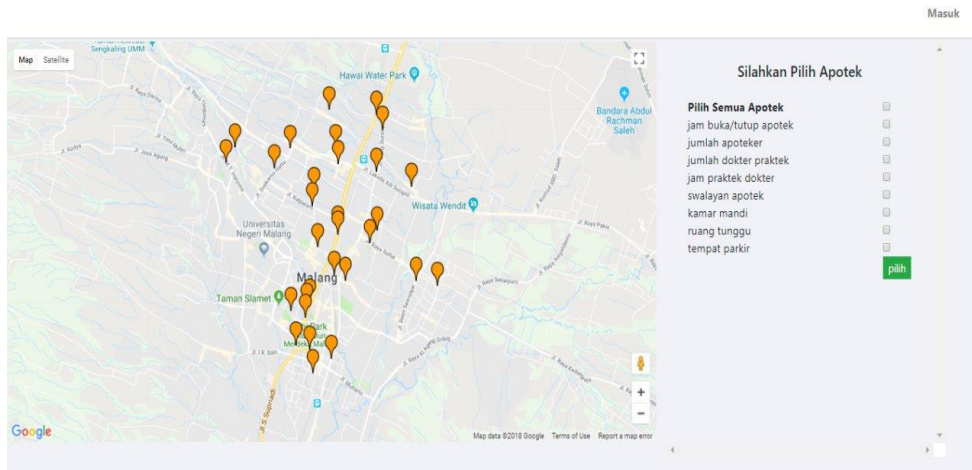 Masuk
Map Satellite
Sengkaling UMM
Hawai Water Park
Bandara Abdul
Rachman
Saleh
Wisata Wendit
Universitas
Negeri Malang
Malang
Taman Slamet
Google
Map data ©2018 Google Terms of Use Report a map error
Silahkan Pilih Apotek
Pilih Semua Apotek
jam buka/tutup apotek
jumlah apoteker
jumlah dokter praktek
jam praktek dokter
swalayan apotek
kamar mandi
ruang tunggu
tempat parkir
pilih